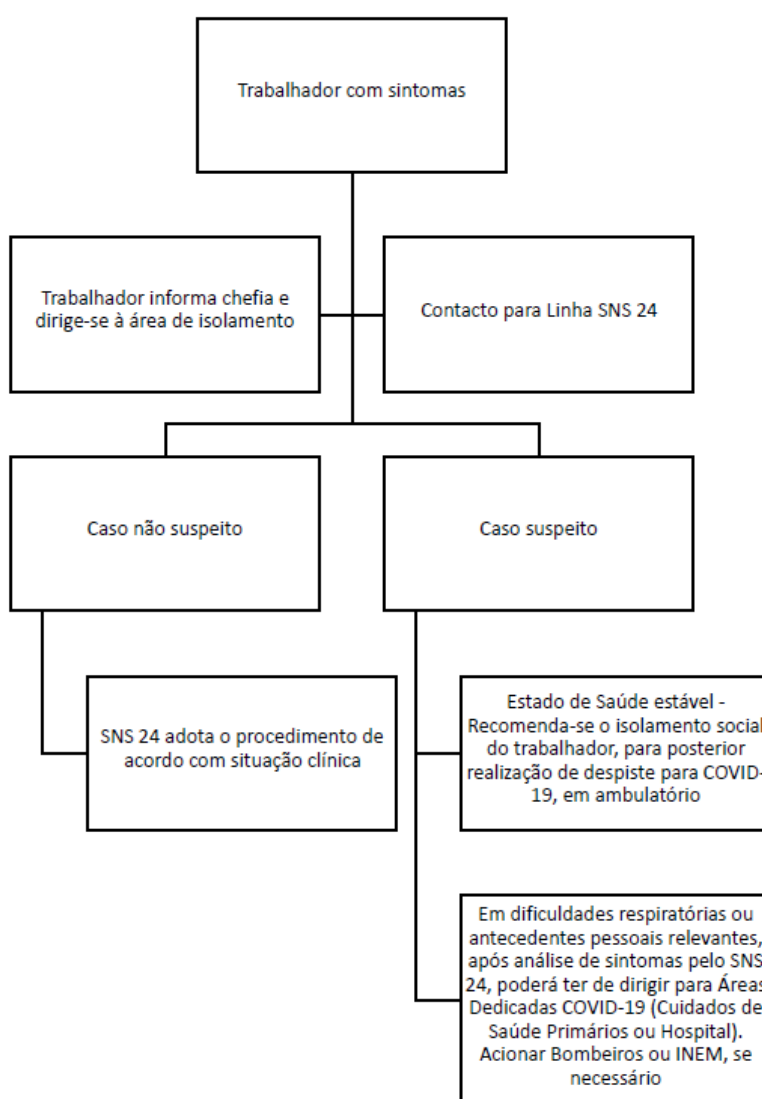 Trabalhador com sintomas
Trabalhador informa chefia e
dirige-se à área de isolamento
Contacto para Linha SNS 24
Caso não suspeito
Caso suspeito
SNS 24 adota o procedimento de
acordo com situação clínica
Estado de Saúde estável -
Recomenda-se o isolamento social
do trabalhador, para posterior
realização de despiste para COVID-
19, em ambulatório
Em dificuldades respiratórias ou
antecedentes pessoais relevantes,
após análise de sintomas pelo SNS
24, poderá ter de dirigir para Áreas
Dedicadas COVID-19 (Cuidados de
Saúde Primários ou Hospital).
Acionar Bombeiros ou INEM, se
necessário